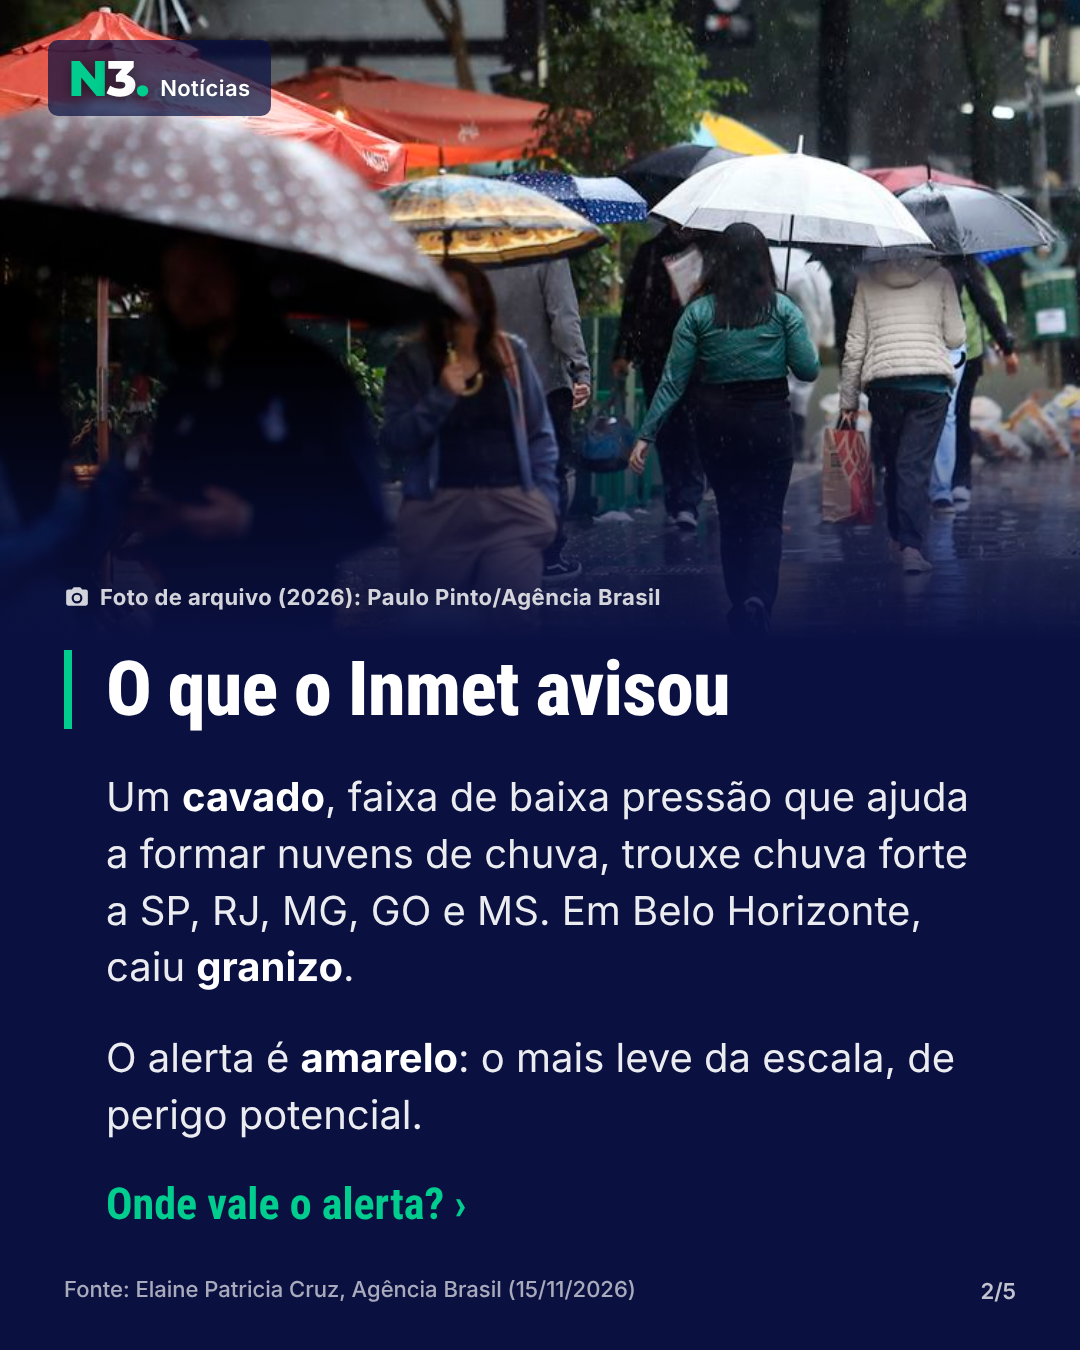 N3. Notícias
Foto de arquivo (2026): Paulo Pinto/Agência Brasil
O que o Inmet avisou
Um cavado, faixa de baixa pressão que ajuda
a formar nuvens de chuva, trouxe chuva forte
a SP, RJ, MG, GO e MS. Em Belo Horizonte,
caiu granizo.
O alerta é amarelo: o mais leve da escala, de
perigo potencial.
Onde vale o alerta? ›
Fonte: Elaine Patricia Cruz, Agência Brasil (15/11/2026)
2/5